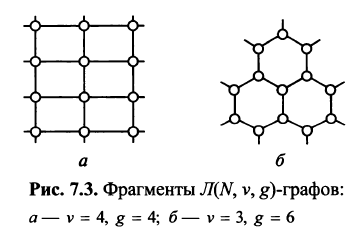 а б
Рис. 7.3. Фрагменты Л(N, v, g)-графов:
а — v = 4, g = 4; б — v = 3, g = 6